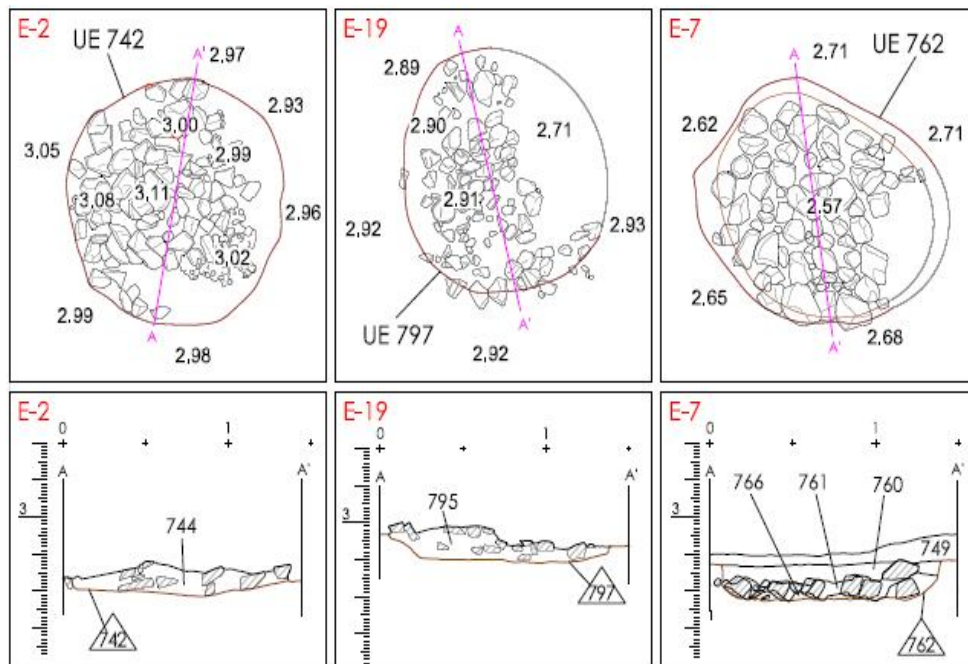 E-2
UE 742
A'
2,97
2.93
3,05
3,00
2,99
3,08
3,11
2.96
3,02
2.99
A
2,98
E-19
A
2.89
2.90
2,71
2.91
2,92
2.93
UE 797
A'
2,92
E-7
A
2,71
UE 762
2.62
2,71
2,57
2,65
2,68
A'
E-2
0
1
A
A'
3
744
742
E-19
0
1
A
A'
3
795
797
E-7
0
1
A
A'
766
761
760
3
749
762